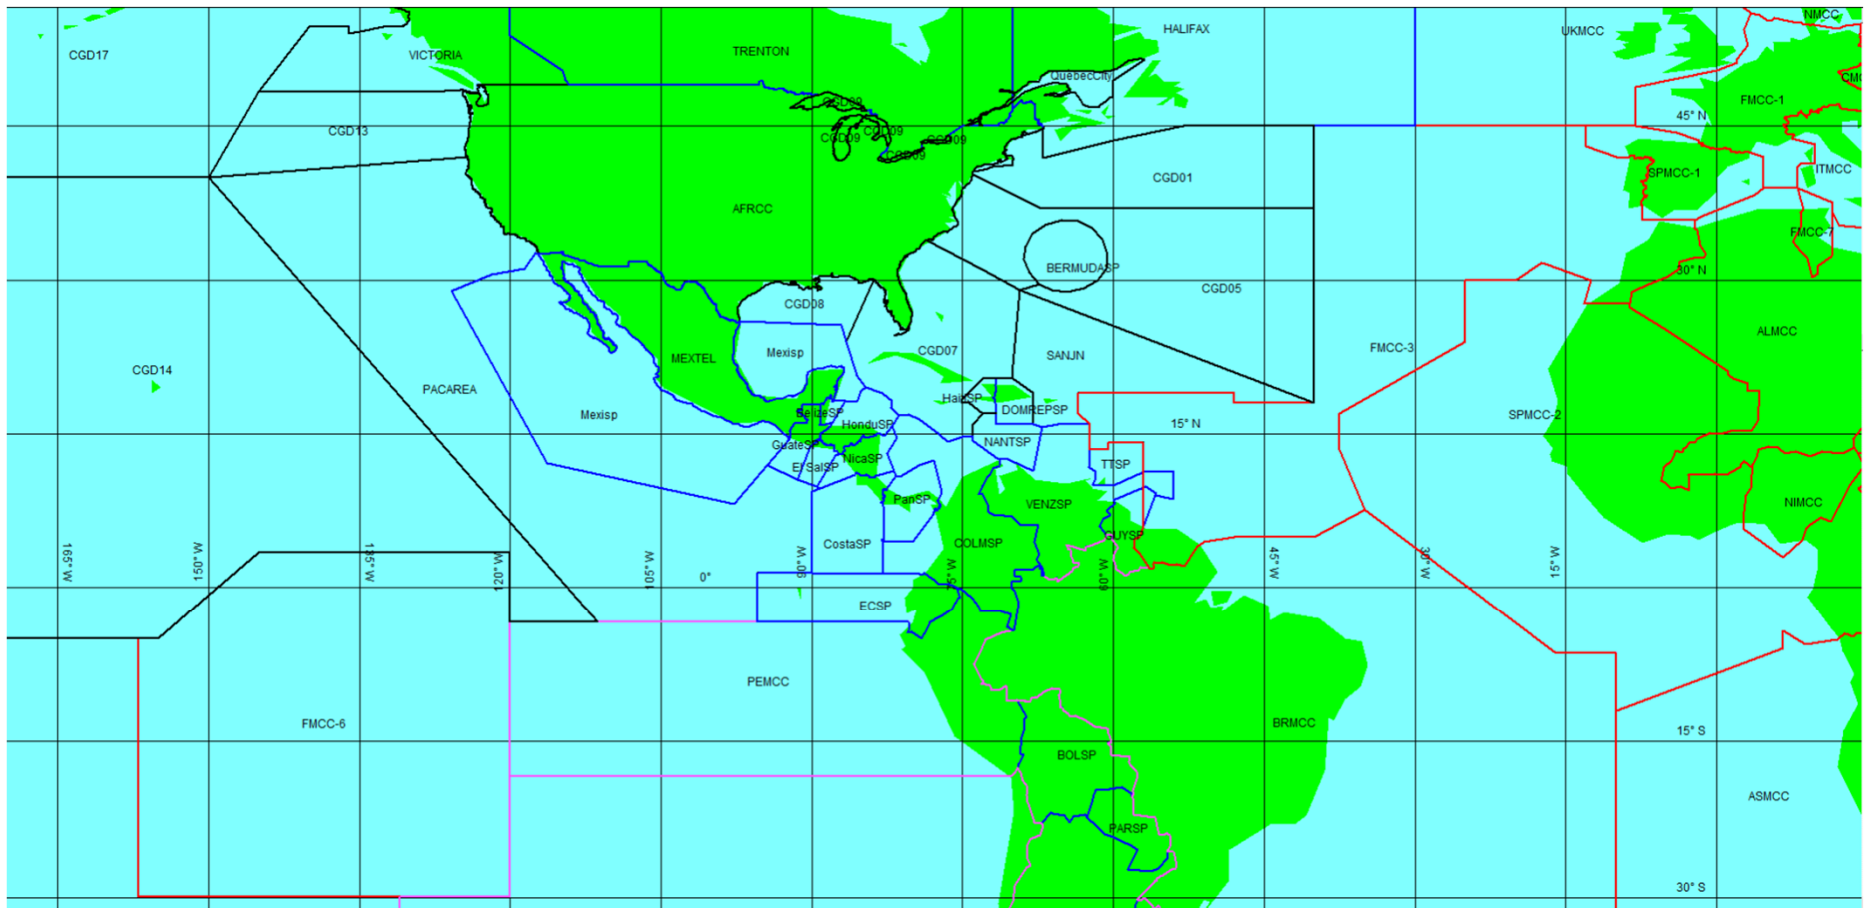 NMCC
HALIFAX
UKMCC
CGD17
VICTORIA
TRENTON
QuebecCity
FMCC-1
CGD09
45° N
CGD13
CGD09
CGD09
CGD09
CGD09
ITMCC
SPMCC-1
CGD01
AFRCC
FMCC-7
BERMUDASP
30° N
CGD05
CGD08
ALMCC
FMCC-3
CGD07
Mexisp
MEXTEL
SANJN
CGD14
PACAREA
HaitiSP
DOMREPSP
BelizeSP
Mexisp
SPMCC-2
HonduSP
15° N
GuateSP
NANTSP
NicaSP
El SalSP
TTSP
PanSP
VENZSP
NIMCC
GUYSP
CostaSP
COLMSP
165° W
150° W
135° W
120° W
105° W
0°
90° W
75° W
60° W
45° W
30° W
15° W
ECSP
PEMCC
FMCC-6
BRMCC
15° S
BOLSP
ASMCC
PARSP
30° S